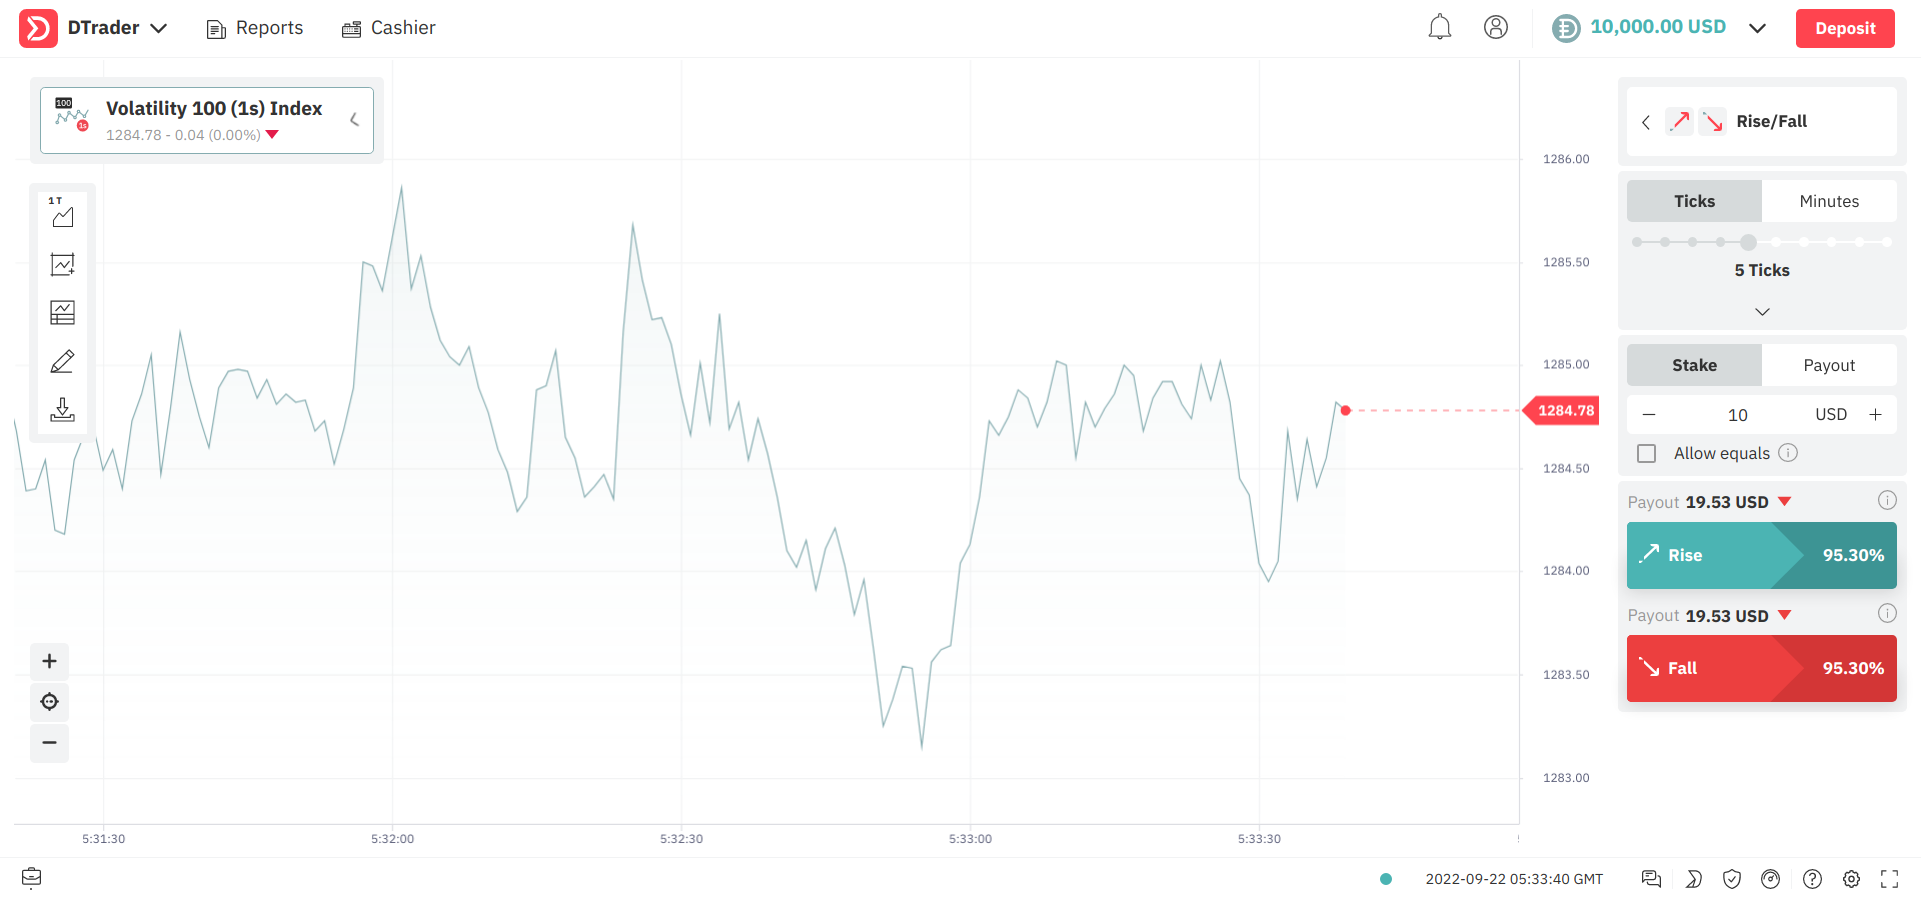 DTrader
Reports
Cashier
10,000.00 USD
Deposit
100
1s
Volatility 100 (1s) Index
1284.78 - 0.04 (0.00%)
1 T
1286.00
1285.50
1285.00
1284.78
1284.50
1284.00
1283.50
1283.00
5:31:30
5:32:00
5:32:30
5:33:00
5:33:30
Rise/Fall
Ticks
Minutes
5 Ticks
Stake
Payout
10
USD
Allow equals
Payout 19.53 USD
Rise
95.30%
Payout 19.53 USD
Fall
95.30%
2022-09-22 05:33:40 GMT